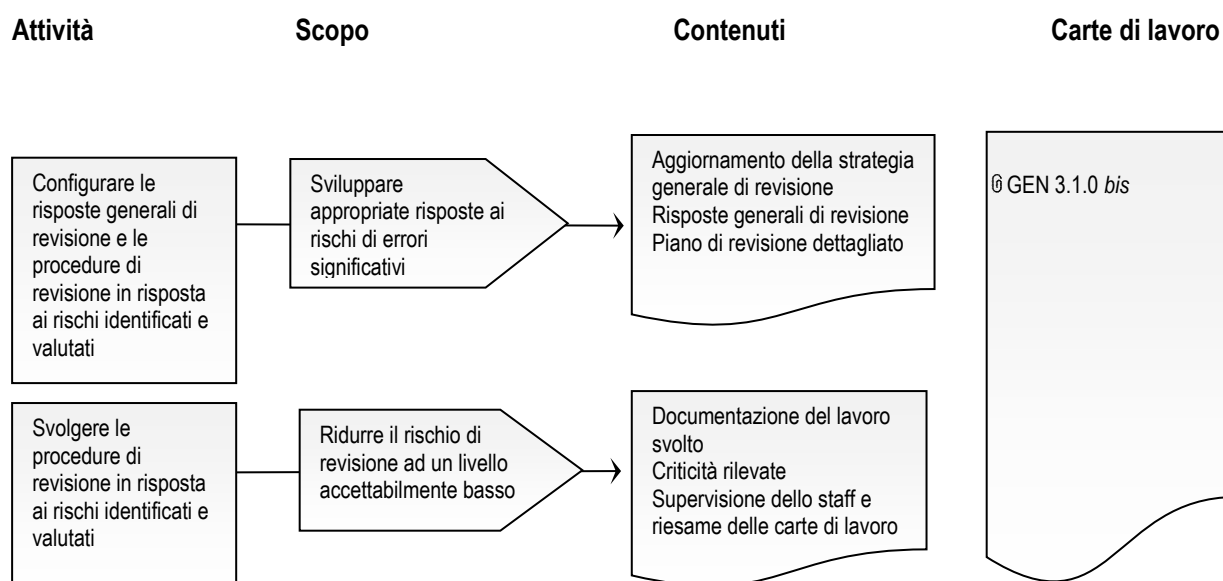 Attività Scopo Contenuti Carte di lavoro
Configurare le
risposte generali di
revisione e le
procedure di
revisione in risposta
ai rischi identificati e
valutati
Sviluppare
appropriate risposte ai
rischi di errori
significativi
Aggiornamento della strategia
generale di revisione
Risposte generali di revisione
Piano di revisione dettagliato
GEN 3.1.0 bis
Svolgere le
procedure di
revisione in risposta
ai rischi identificati e
valutati
Ridurre il rischio di
revisione ad un livello
accettabilmente basso
Documentazione del lavoro
svolto
Criticità rilevate
Supervisione dello staff e
riesame delle carte di lavoro